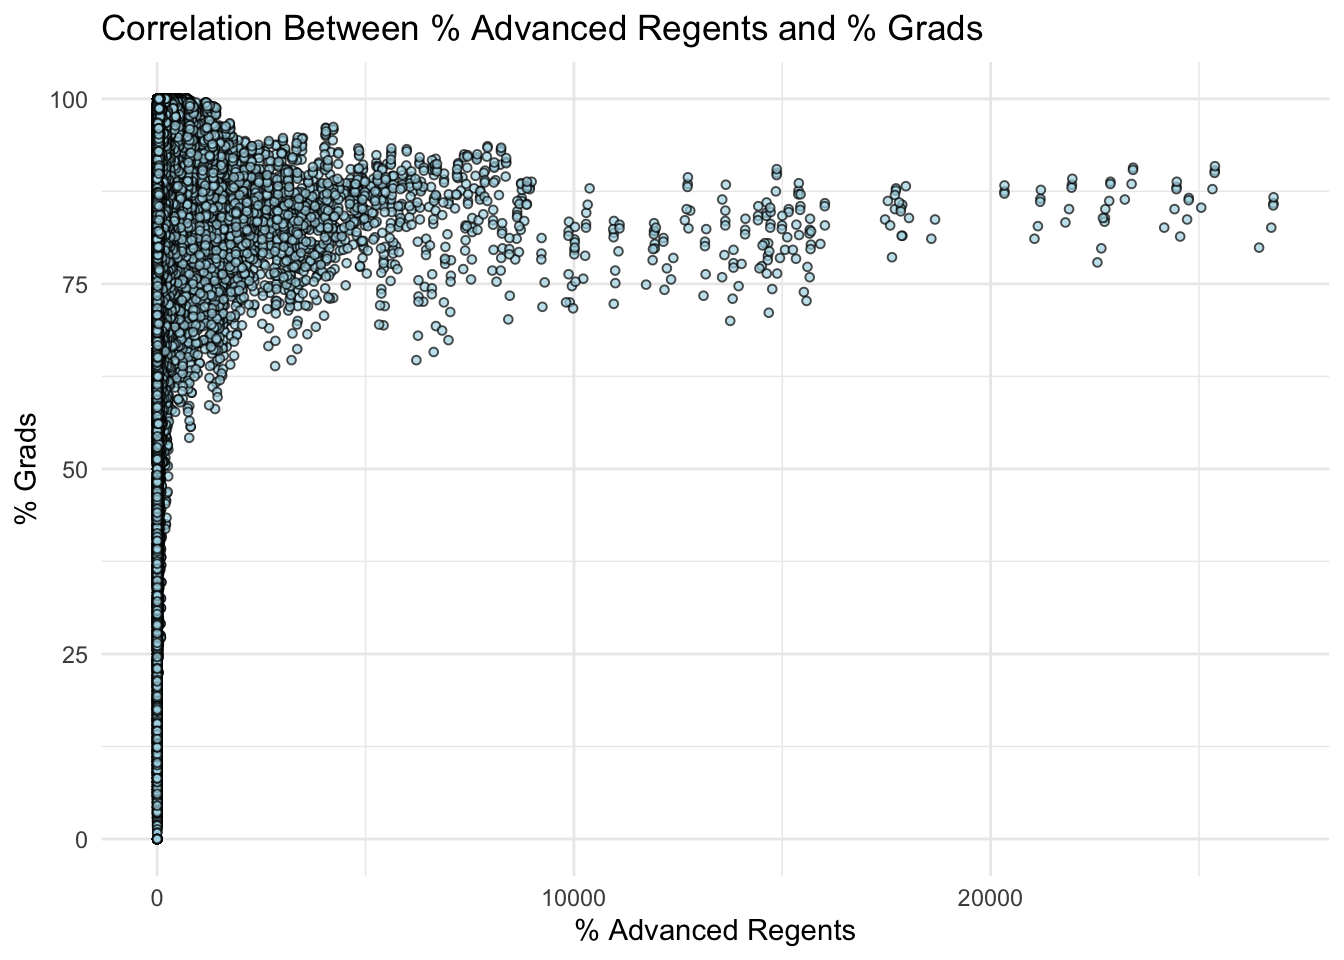 Correlation Between % Advanced Regents and % Grads
100
75
50
25
0
% Grads
0 10000 20000
% Advanced Regents